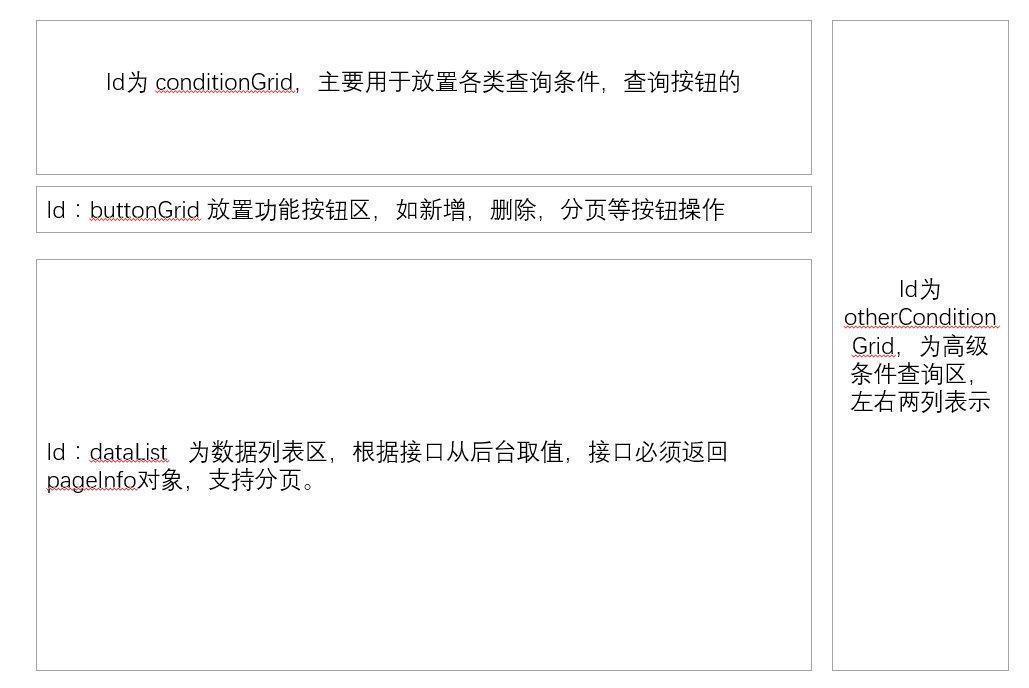 Id为 conditionGrid，主要用于放置各类查询条件，查询按钮的
Id：buttonGrid 放置功能按钮区，如新增，删除，分页等按钮操作
Id：dataList 为数据列表区，根据接口从后台取值，接口必须返回
pageInfo对象，支持分页。
Id为
otherCondition
Grid，为高级
条件查询区，
左右两列表示